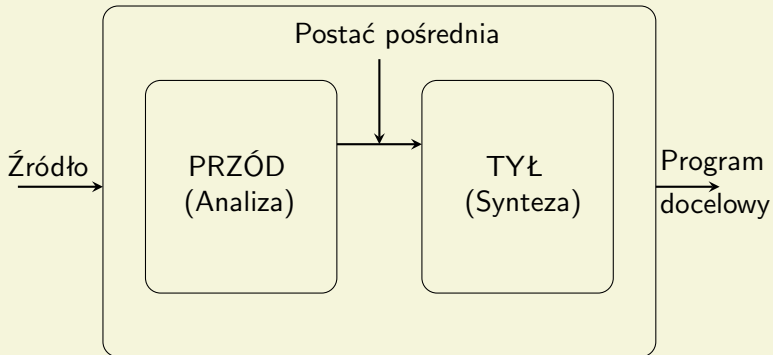 Postać pośrednia
Źródło
PRZÓD
(Analiza)
TYŁ
(Synteza)
Program
docelowy